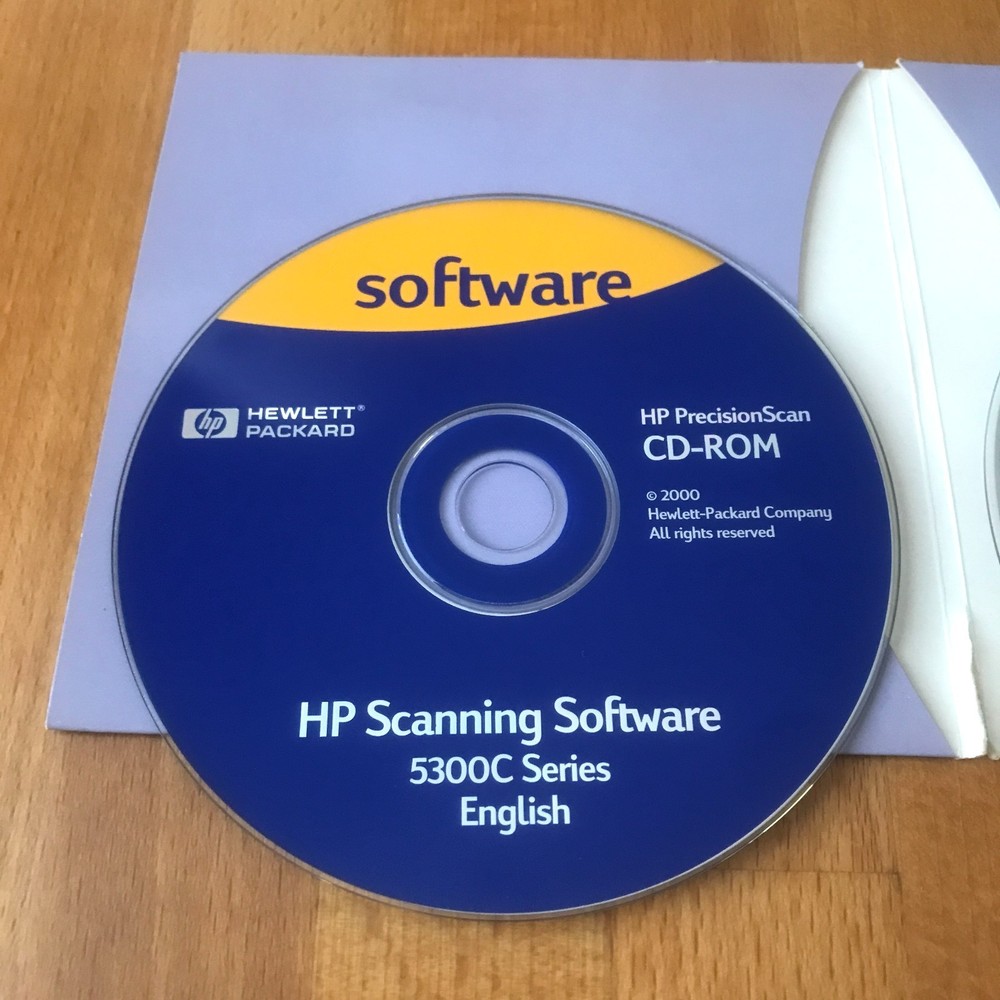 software
hp
HEWLETT®
PACKARD
HP PrecisionScan
CD-ROM
© 2000
Hewlett-Packard Company
All rights reserved
HP Scanning Software
5300C Series
English